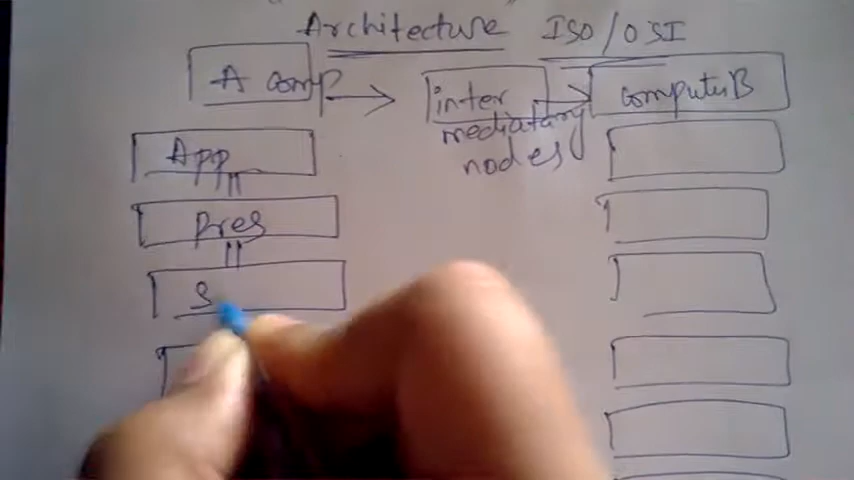 Architecture ISO/OSI
A comp
inter
mediatary
nodes
computerB
App
Pres
S